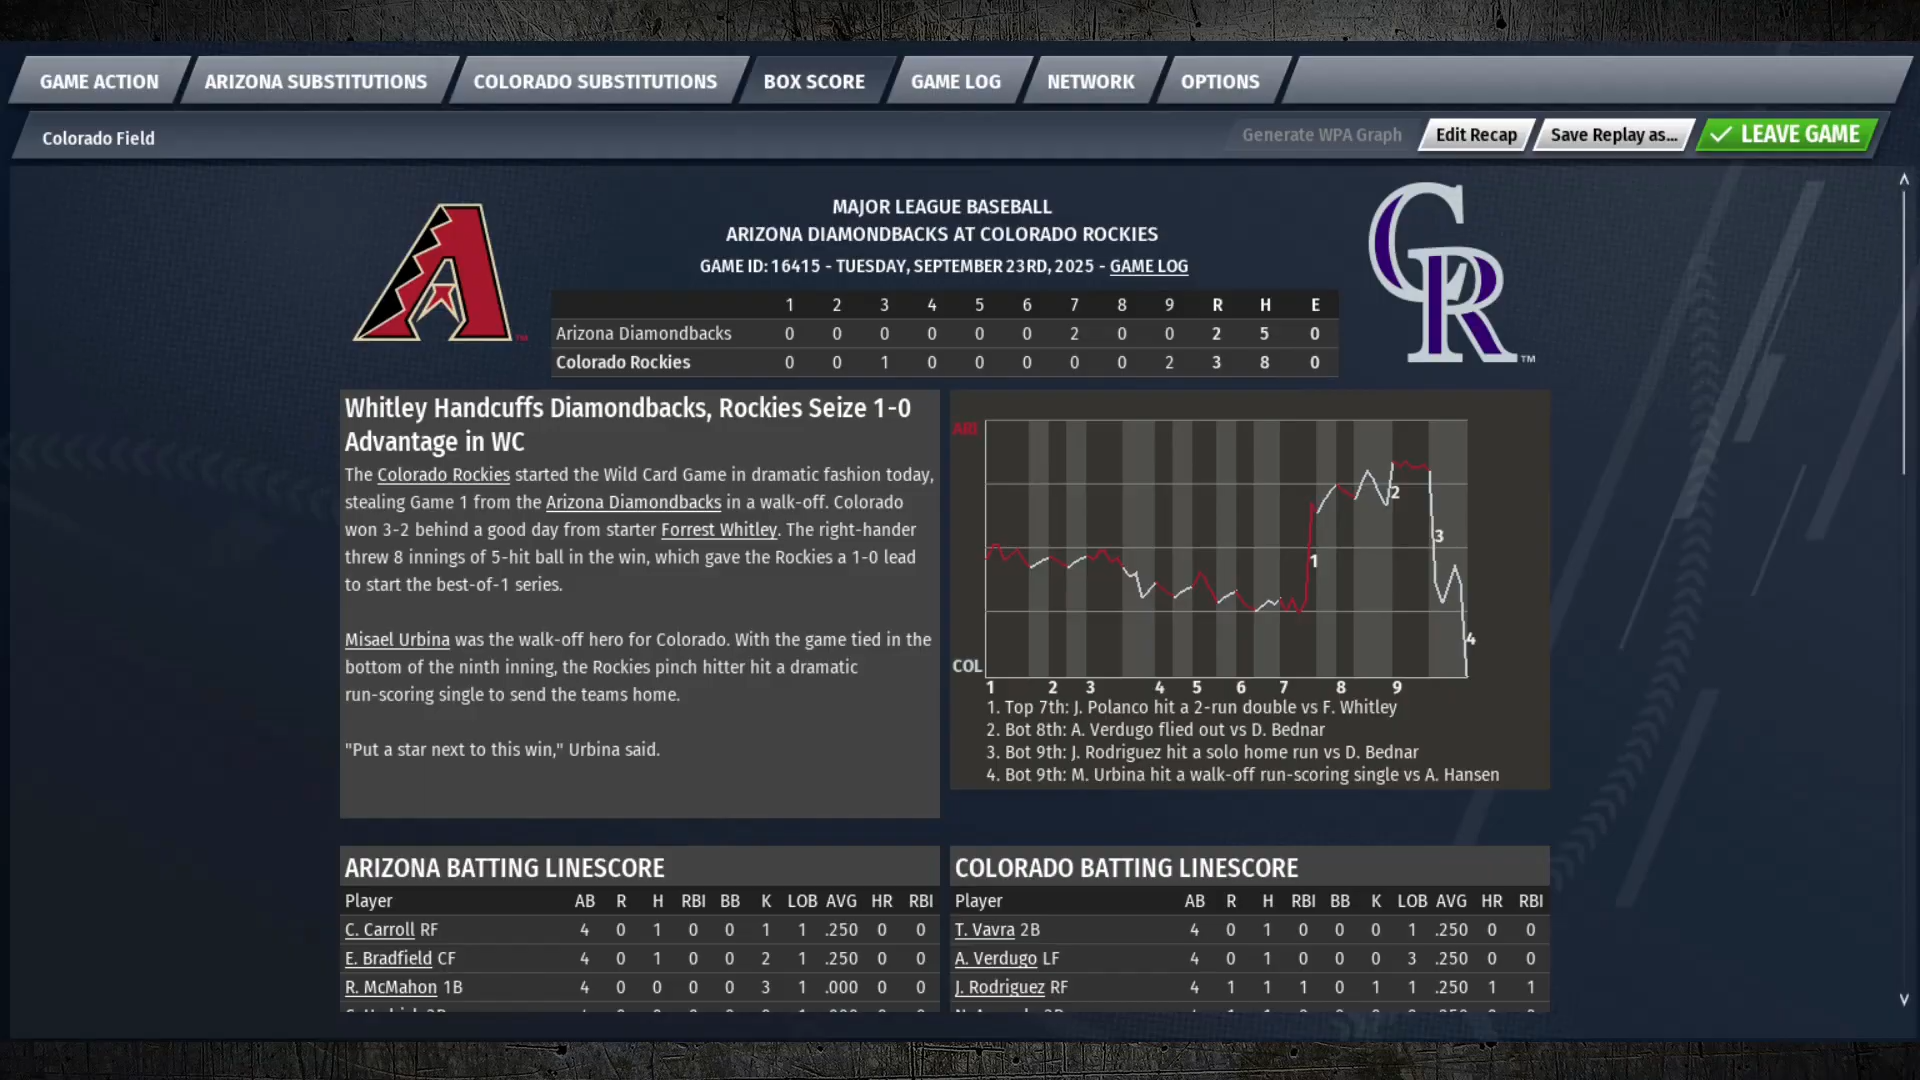 GAME ACTION ARIZONA SUBSTITUTIONS COLORADO SUBSTITUTIONS BOX SCORE GAME LOG NETWORK OPTIONS
Colorado Field Generate WPA Graph Edit Recap Save Replay as... LEAVE GAME
MAJOR LEAGUE BASEBALL
ARIZONA DIAMONDBACKS AT COLORADO ROCKIES
GAME ID: 16415 - TUESDAY, SEPTEMBER 23RD, 2025 - GAME LOG
1 2 3 4 5 6 7 8 9 R H E
Arizona Diamondbacks 0 0 0 0 0 0 2 0 0 2 5 0
Colorado Rockies 0 0 1 0 0 0 0 0 2 3 8 0
A TM
CR TM
Whitley Handcuffs Diamondbacks, Rockies Seize 1-0
Advantage in WC
The Colorado Rockies started the Wild Card Game in dramatic fashion today,
stealing Game 1 from the Arizona Diamondbacks in a walk-off. Colorado
won 3-2 behind a good day from starter Forrest Whitley. The right-hander
threw 8 innings of 5-hit ball in the win, which gave the Rockies a 1-0 lead
to start the best-of-1 series.
Misael Urbina was the walk-off hero for Colorado. With the game tied in the
bottom of the ninth inning, the Rockies pinch hitter hit a dramatic
run-scoring single to send the teams home.
"Put a star next to this win," Urbina said.
ARI
2
3
1
4
COL
1 2 3 4 5 6 7 8 9
1. Top 7th: J. Polanco hit a 2-run double vs F. Whitley
2. Bot 8th: A. Verdugo flied out vs D. Bednar
3. Bot 9th: J. Rodriguez hit a solo home run vs D. Bednar
4. Bot 9th: M. Urbina hit a walk-off run-scoring single vs A. Hansen
ARIZONA BATTING LINESCORE
Player AB R H RBI BB K LOB AVG HR RBI
C. Carroll RF 4 0 1 0 0 1 1 .250 0 0
E. Bradfield CF 4 0 1 0 0 2 1 .250 0 0
R. McMahon 1B 4 0 0 0 0 3 1 .000 0 0
COLORADO BATTING LINESCORE
Player AB R H RBI BB K LOB AVG HR RBI
T. Vavra 2B 4 0 1 0 0 0 1 .250 0 0
A. Verdugo LF 4 0 1 0 0 0 3 .250 0 0
J. Rodriguez RF 4 1 1 1 0 1 1 .250 1 1